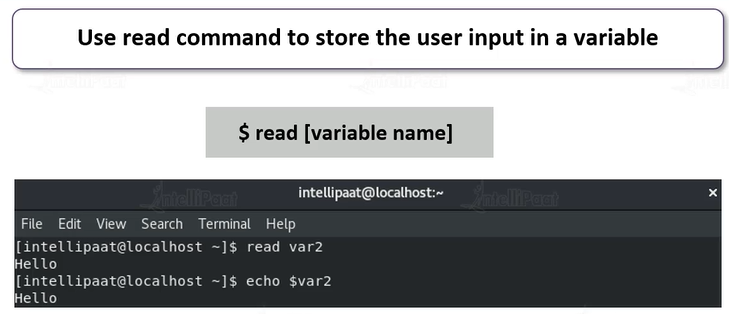 Use read command to store the user input in a variable
$ read [variable name]
intellipaat@localhost:~
×
File Edit View Search Terminal Help
[intellipaat@localhost ~]$ read var2
Hello
[intellipaat@localhost ~]$ echo $var2
Hello